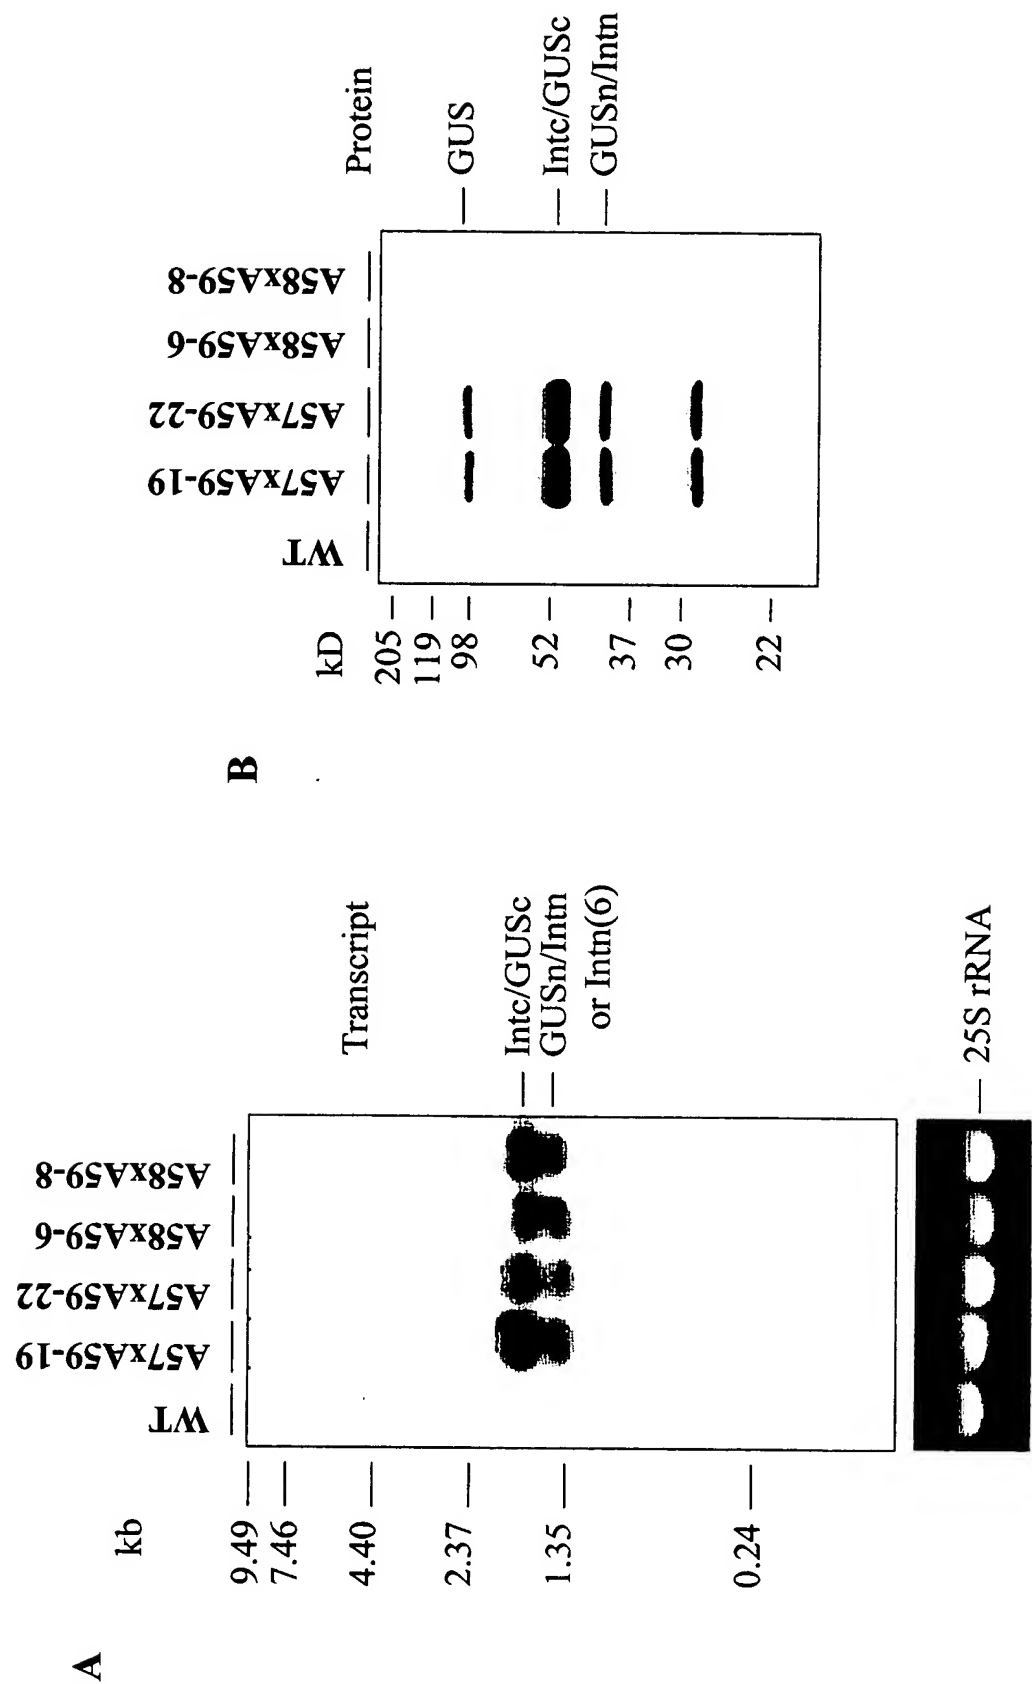 A
kb
9.49
7.46
4.40
2.37
1.35
0.24
WT
A57xA59-19
A57xA59-22
A58xA59-6
A58xA59-8
Transcript
Intc/GUSc
GUSn/Intn
or Intn(6)
25S rRNA
B
kD
205
119
98
52
37
30
22
WT
A57xA59-19
A57xA59-22
A58xA59-6
A58xA59-8
Protein
GUS
Intc/GUSc
GUSn/Intn